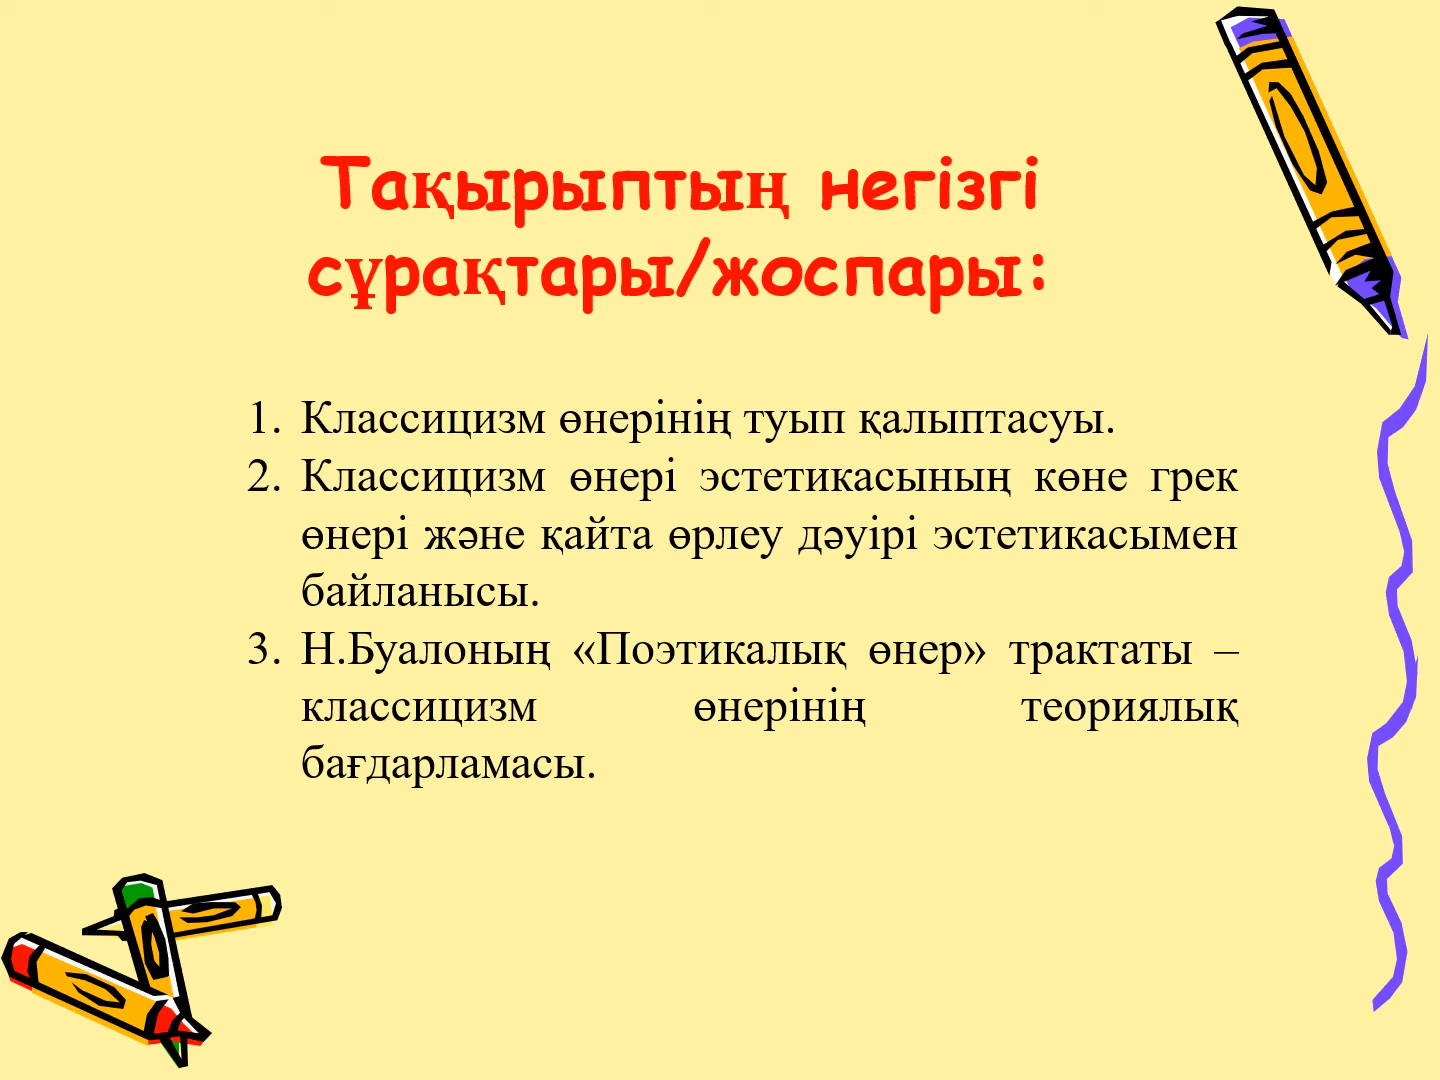 Тақырыптың негізгі
сұрақтары/жоспары:
1. Классицизм өнерінің туып қалыптасуы.
2. Классицизм өнері эстетикасының көне грек
өнері және қайта өрлеу дәуірі эстетикасымен
байланысы.
3. Н.Буалоның «Поэтикалық өнер» трактаты –
классицизм өнерінің теориялық
бағдарламасы.